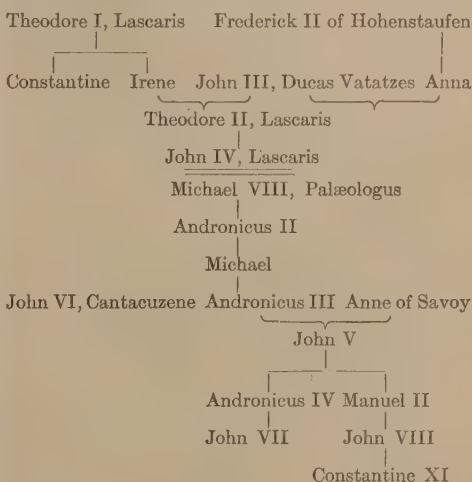 Theodore I, Lascaris Frederick II of Hohenstaufen
Constantine Irene John III, Ducas Vatatzes Anna
Theodore II, Lascaris
John IV, Lascaris
Michael VIII, Palæologus
Andronicus II
Michael
John VI, Cantacuzene Andronicus III Anne of Savoy
John V
Andronicus IV Manuel II
John VII John VIII
Constantine XI